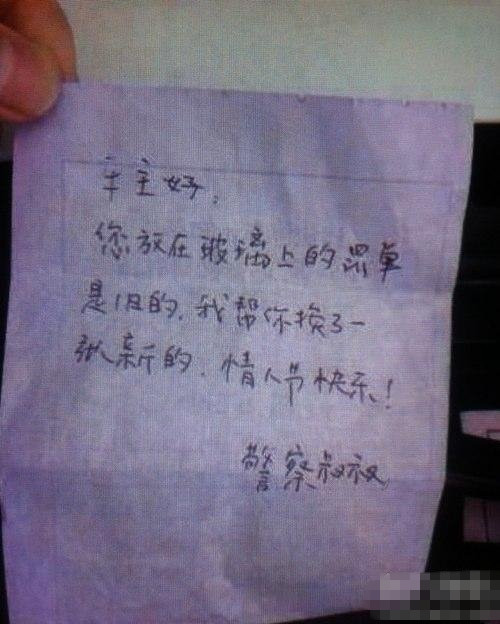 车主好，
您放在玻璃上的罚单
是旧的，我帮你换了一
张新的．情人节快乐！
警察叔叔